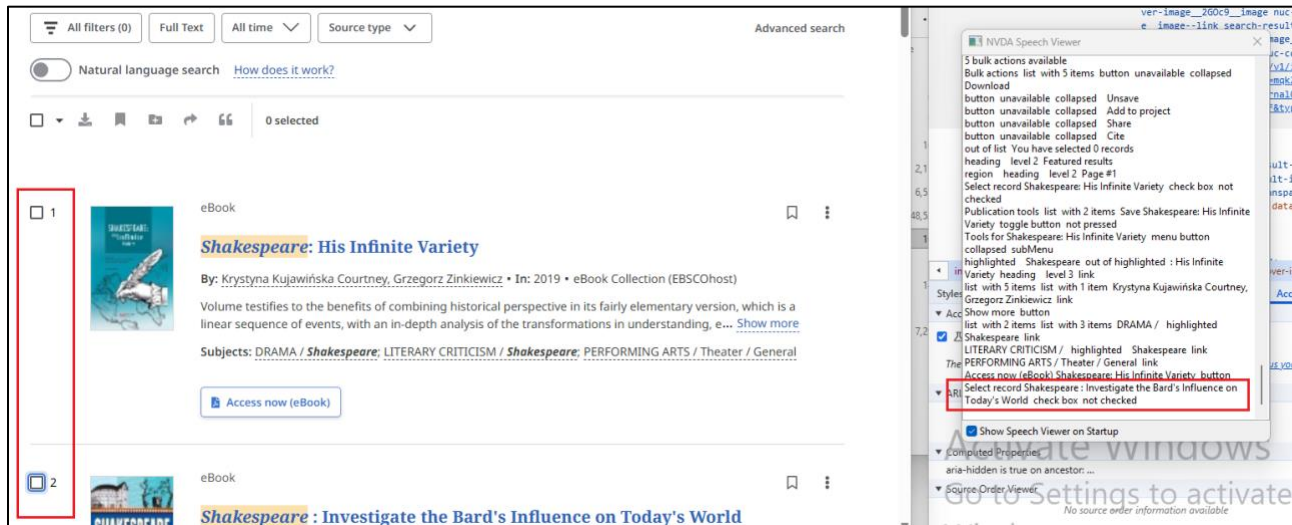 All filters (0) Full Text All time Source type Advanced search
Natural language search How does it work?
0 selected
1
eBook
Shakespeare: His Infinite Variety
By: Krystyna Kujawińska Courtney, Grzegorz Zinkiewicz • In: 2019 • eBook Collection (EBSCOhost)
Volume testifies to the benefits of combining historical perspective in its fairly elementary version, which is a
linear sequence of events, with an in-depth analysis of the transformations in understanding, e... Show more
Subjects: DRAMA / Shakespeare; LITERARY CRITICISM / Shakespeare; PERFORMING ARTS / Theater / General
Access now (eBook)
2
eBook
Shakespeare : Investigate the Bard's Influence on Today's World
SHAKESPEARE:
NVDA Speech Viewer
5 bulk actions available
Bulk actions list with 5 items button unavailable collapsed
Download
button unavailable collapsed Unsave
button unavailable collapsed Add to project
button unavailable collapsed Share
button unavailable collapsed Cite
out of list You have selected 0 records
heading level 2 Featured results
region heading level 2 Page #1
Select record Shakespeare: His Infinite Variety check box not
checked
Publication tools list with 2 items Save Shakespeare: His Infinite
Variety toggle button not pressed
Tools for Shakespeare: His Infinite Variety menu button
collapsed subMenu
highlighted Shakespeare out of highlighted : His Infinite
Variety heading level 3 link
list with 5 items list with 1 item Krystyna Kujawińska Courtney,
Grzegorz Zinkiewicz link
Show more button
list with 2 items list with 3 items DRAMA / highlighted
Shakespeare link
LITERARY CRITICISM / highlighted Shakespeare link
PERFORMING ARTS / Theater / General link
Access now (eBook) Shakespeare: His Infinite Variety button
Select record Shakespeare : Investigate the Bard's Influence on
Today's World check box not checked
Show Speech Viewer on Startup
ver-image__2GOc9__image nuc-
e image--link search-result
Styles
Computed Properties
aria-hidden is true on ancestor: ...
Source Order Viewer
No source order information available
Activate Windows
Go to Settings to activate